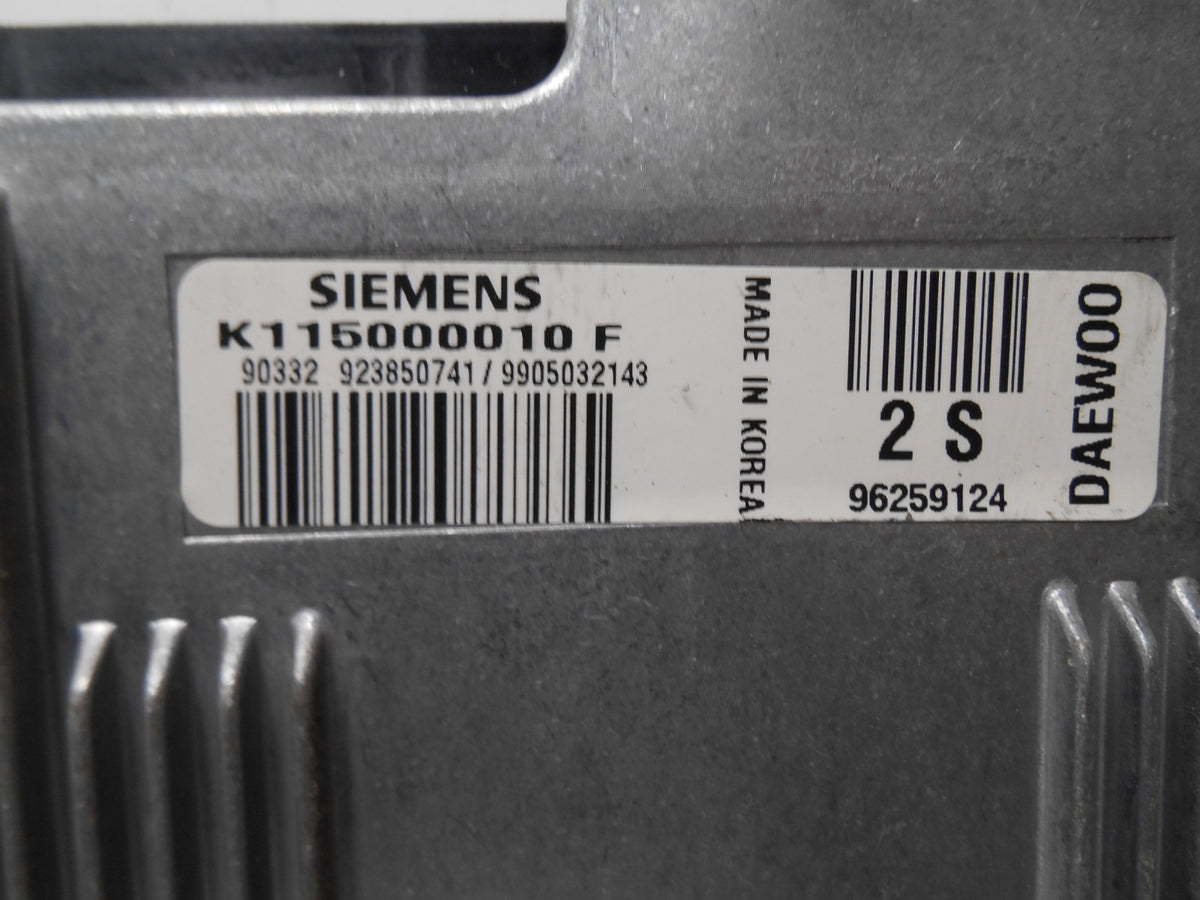 SIEMENS
K115000010 F
90332 923850741 / 9905032143
MADE IN KOREA
2 S
96259124
DAEWOO